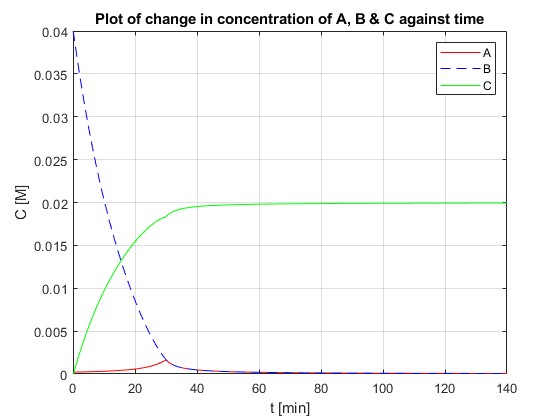 Plot of change in concentration of A, B & C against time
0.04
0.035
0.03
0.025
0.02
0.015
0.01
0.005
0
C [M]
A
B
C
0 20 40 60 80 100 120 140
t [min]